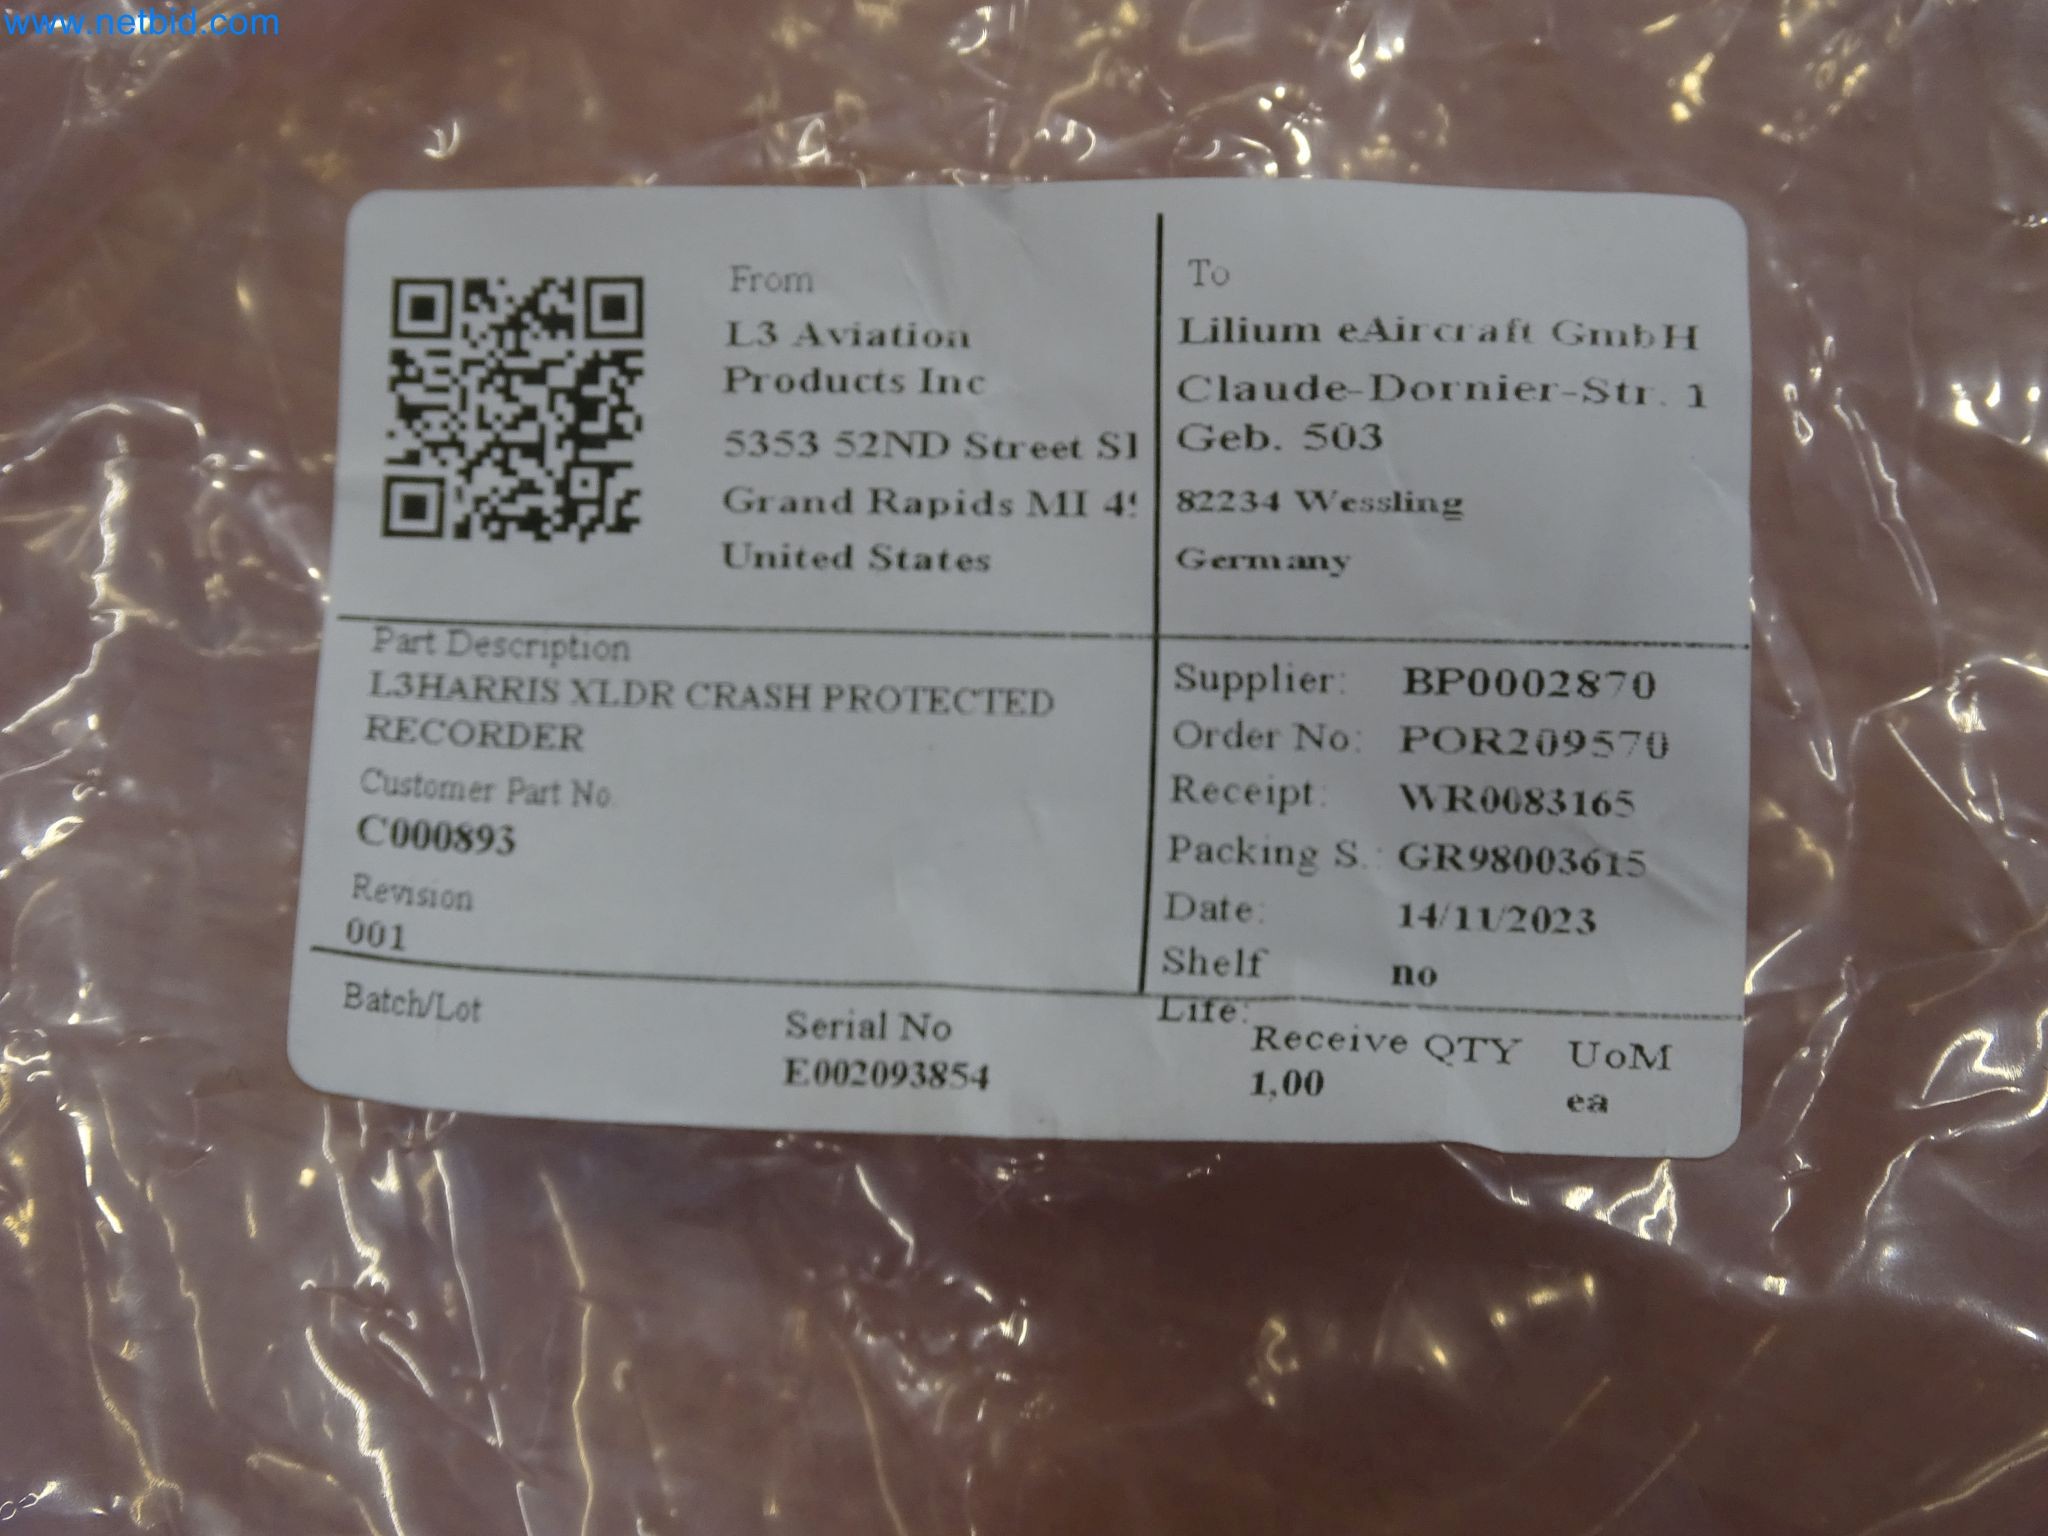 www.netbid.com
From
L3 Aviation
Products Inc
5353 52ND Street
Grand Rapids MI
United States
To
Lilium eAircraft GmbH
Claude-Dornier-Str. 1
Geb. 503
82234 Wessling
Germany
Part Description
L3HARRIS XLDR CRASH PROTECTED
RECORDER
Customer Part No.
C000893
Revision
001
Supplier: BP0002870
Order No: POR209570
Receipt: WR0083165
Packing S.: GR98003615
Date: 14/11/2023
Shelf no
Life:
Batch/Lot
Serial No
E002093854
Receive QTY
1,00
UoM
ea